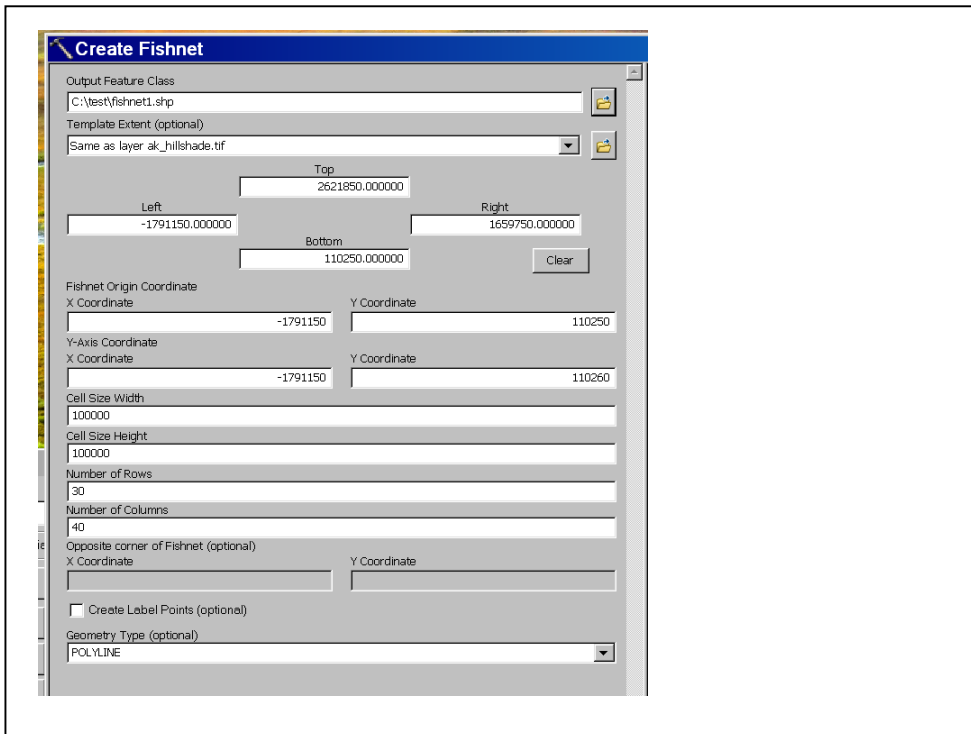 Create Fishnet
Output Feature Class
C:\test\fishnet1.shp
Template Extent (optional)
Same as layer ak_hillshade.tif
Top
2621850.000000
Left Right
-1791150.000000 1659750.000000
Bottom
110250.000000 Clear
Fishnet Origin Coordinate
X Coordinate Y Coordinate
-1791150 110250
Y-Axis Coordinate
X Coordinate Y Coordinate
-1791150 110260
Cell Size Width
100000
Cell Size Height
100000
Number of Rows
30
Number of Columns
40
Opposite corner of Fishnet (optional)
X Coordinate Y Coordinate
Create Label Points (optional)
Geometry Type (optional)
POLYLINE